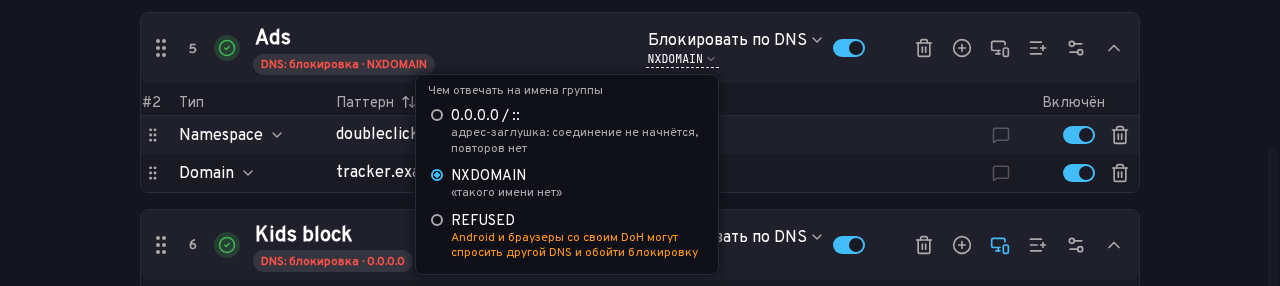 5 Ads Блокировать по DNS
DNS: блокировка · NXDOMAIN NXDOMAIN
#2 Тип Паттерн Включён
Чем отвечать на имена группы
0.0.0.0 / ::
адрес-заглушка: соединение не начнётся,
повторов нет
NXDOMAIN
«такого имени нет»
REFUSED
Android и браузеры со своим DoH могут
спросить другой DNS и обойти блокировку
Namespace doubleclick
Domain tracker.exa
6 Kids block вать по DNS
DNS: блокировка · 0.0.0.0